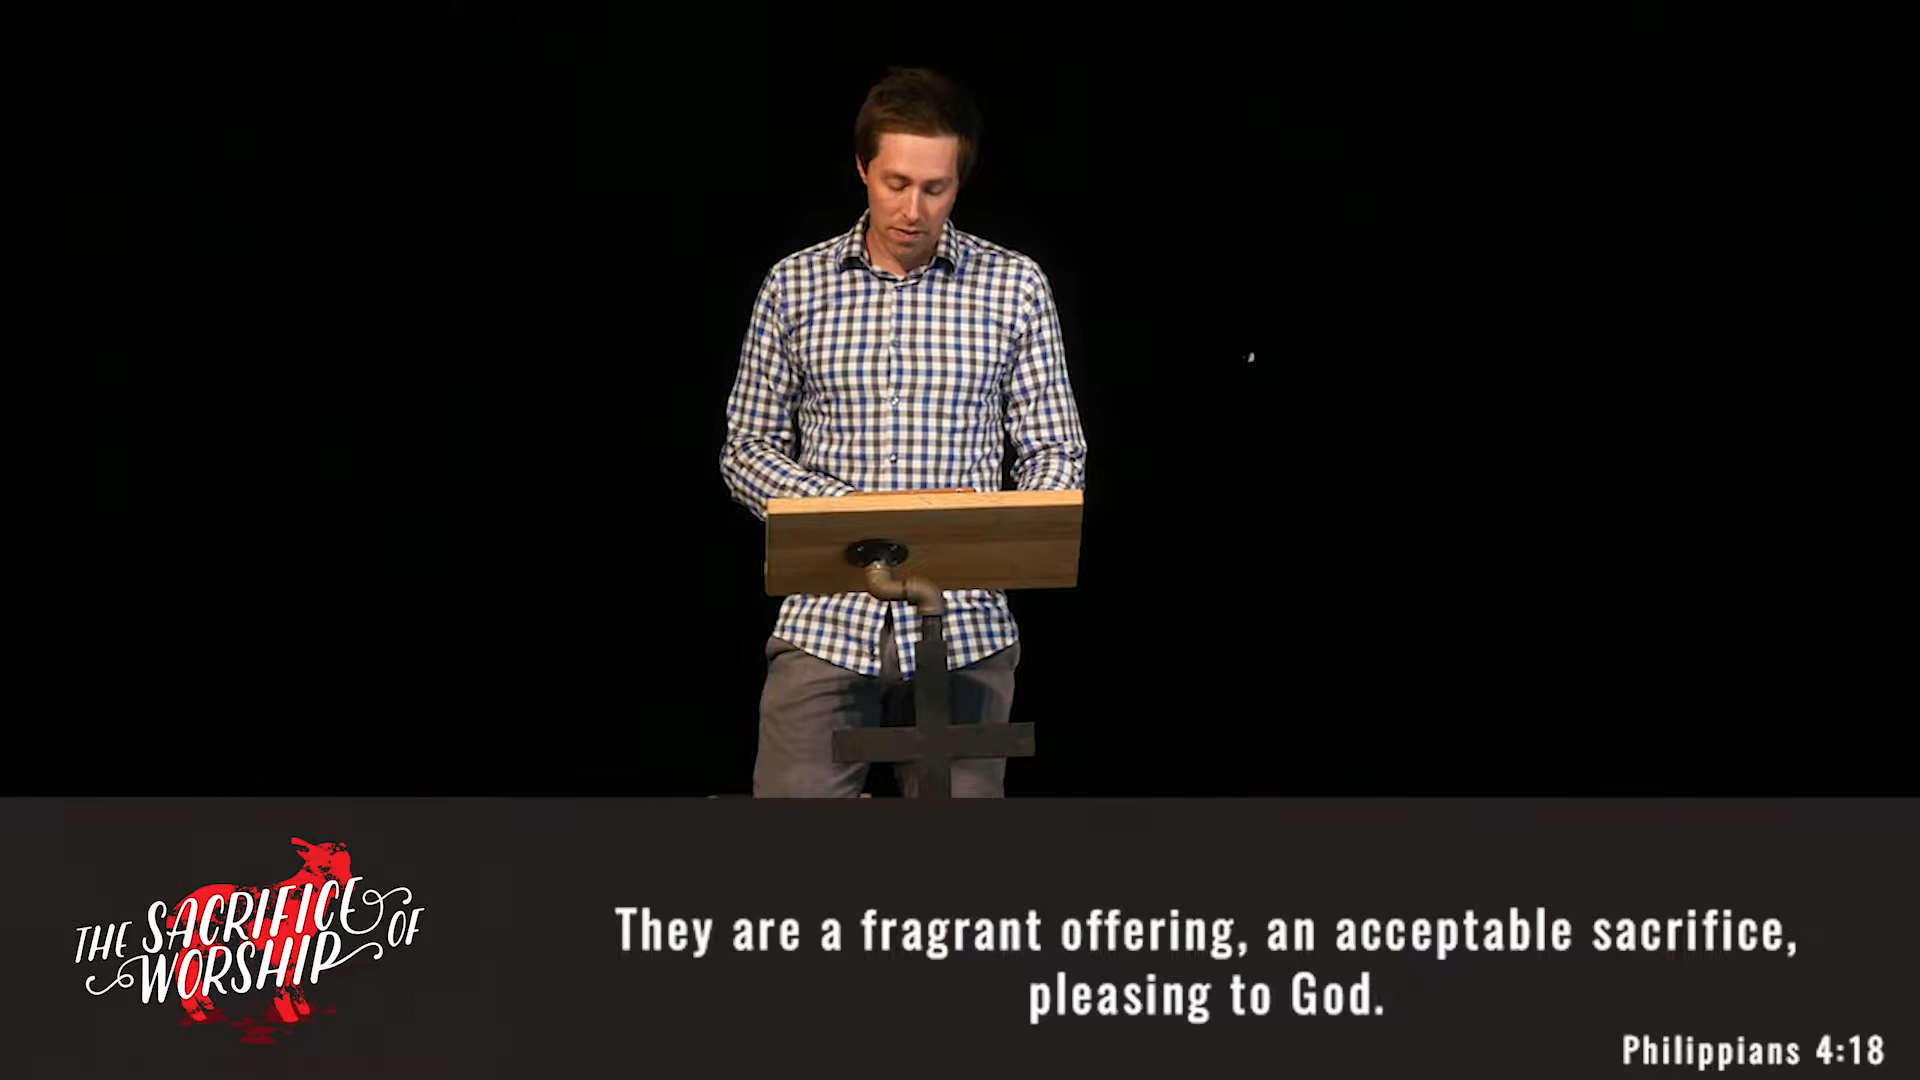 THE SACRIFICE OF
WORSHIP
They are a fragrant offering, an acceptable sacrifice,
pleasing to God.
Philippians 4:18